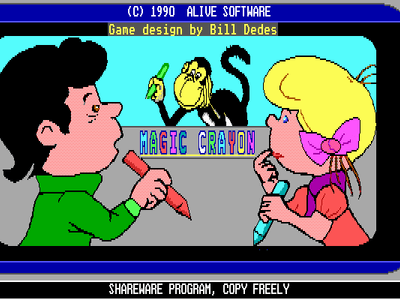 (C) 1990 ALIVE SOFTWARE
Game design by Bill Dedes
MAGIC CRAYON
SHAREWARE PROGRAM, COPY FREELY